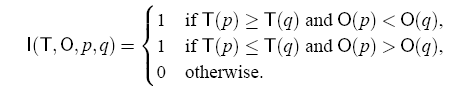 1 if T(p) ≥ T(q) and O(p) < O(q),
I(T, O, p, q) = { 1 if T(p) ≤ T(q) and O(p) > O(q),
0 otherwise.